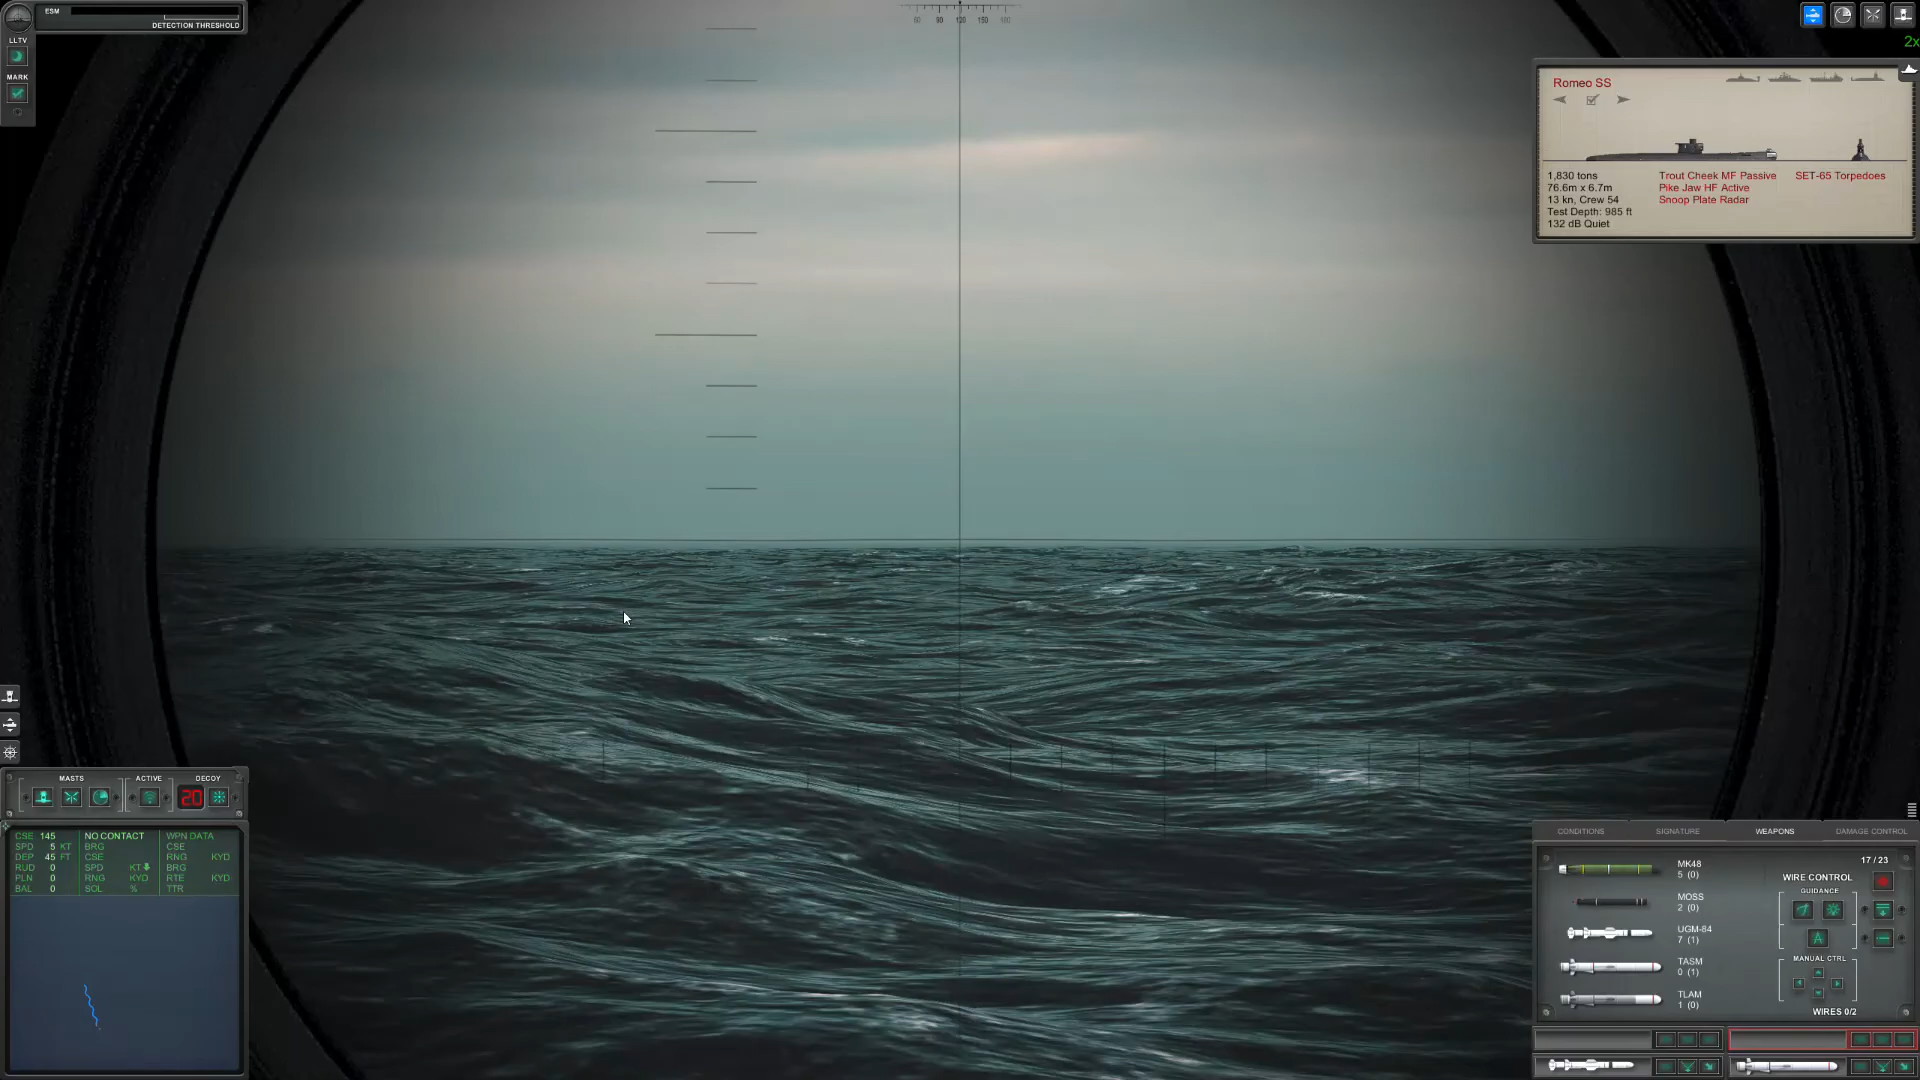 ESM
DETECTION THRESHOLD
LLTV
MARK
60 90 120 150 180
2x
Romeo SS
1,830 tons
76.6m x 6.7m
13 kn, Crew 54
Test Depth: 985 ft
132 dB Quiet
Trout Cheek MF Passive
Pike Jaw HF Active
Snoop Plate Radar
SET-65 Torpedoes
MASTS ACTIVE DECOY
20
CSE 145
SPD 5 KT
DEP 45 FT
RUD 0
PLN 0
BAL 0
NO CONTACT
BRG
CSE
SPD KT
RNG KYD
SOL %
WPN DATA
CSE
RNG KYD
BRG
RTE KYD
TTR
CONDITIONS SIGNATURE WEAPONS DAMAGE CONTROL
MK48
5 (0)
MOSS
2 (0)
UGM-84
7 (1)
TASM
0 (1)
TLAM
1 (0)
17 / 23
WIRE CONTROL
GUIDANCE
A
MANUAL CTRL
WIRES 0/2